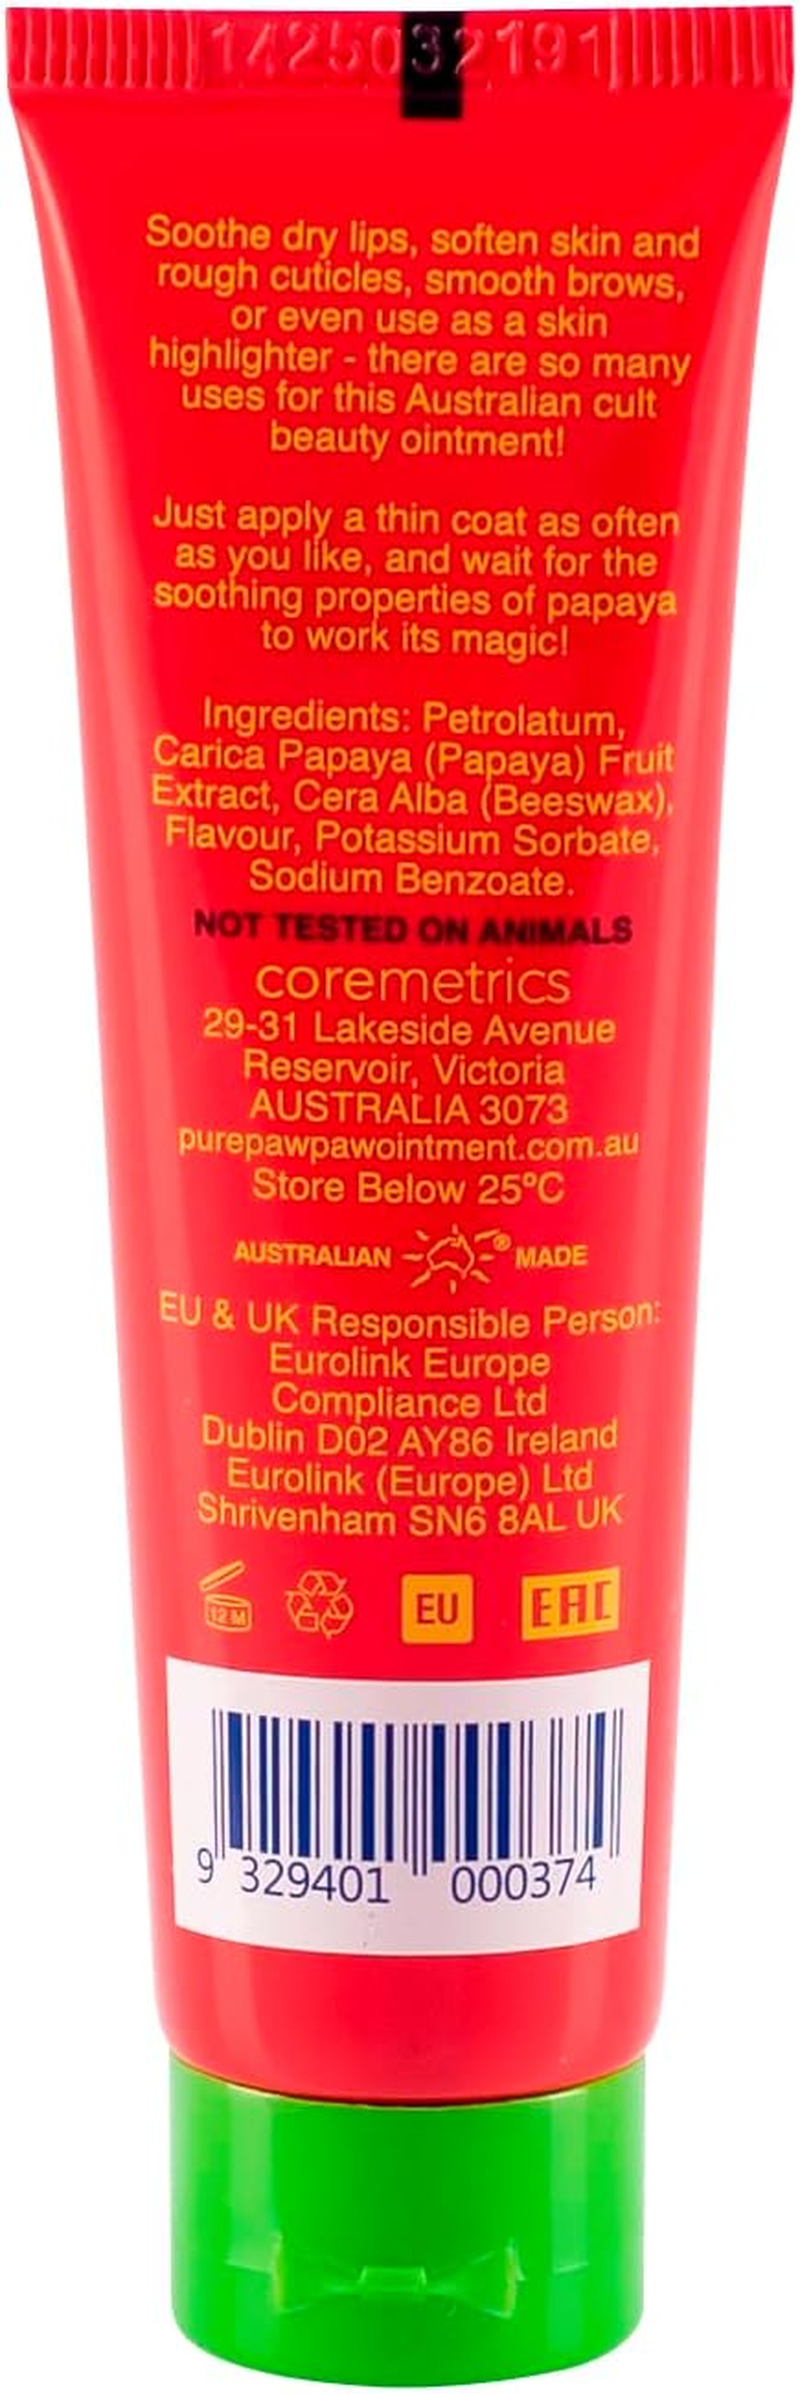 1425032191
Soothe dry lips, soften skin and
rough cuticles, smooth brows,
or even use as a skin
highlighter - there are so many
uses for this Australian cult
beauty ointment!
Just apply a thin coat as often
as you like, and wait for the
soothing properties of papaya
to work its magic!
Ingredients: Petrolatum,
Carica Papaya (Papaya) Fruit
Extract, Cera Alba (Beeswax),
Flavour, Potassium Sorbate,
Sodium Benzoate.
NOT TESTED ON ANIMALS
coremetrics
29-31 Lakeside Avenue
Reservoir, Victoria
AUSTRALIA 3073
purepawpawointment.com.au
Store Below 25ºC
AUSTRALIAN ® MADE
EU & UK Responsible Person:
Eurolink Europe
Compliance Ltd
Dublin D02 AY86 Ireland
Eurolink (Europe) Ltd
Shrivenham SN6 8AL UK
12 M EU EAC
9 329401 000374